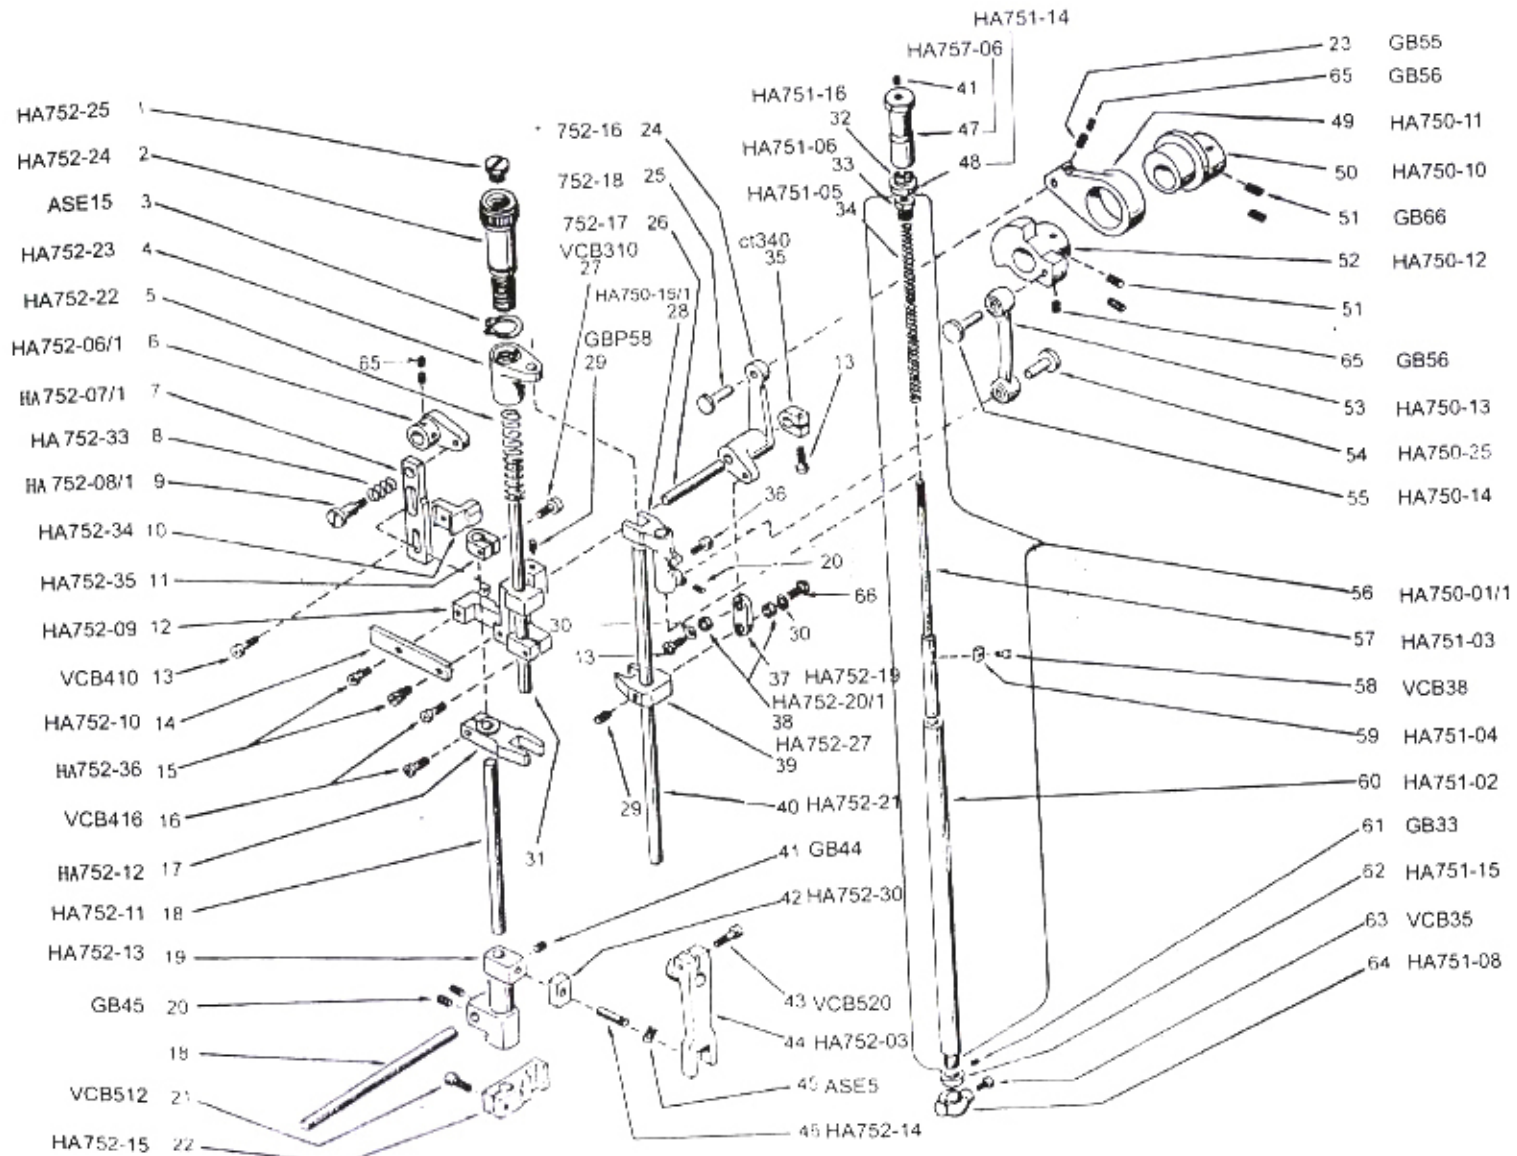 HA752-25 1
HA752-24 2
ASE15 3
HA752-23 4
HA752-22 5
HA752-06/1 6
65
HA752-07/1 7
HA752-33 8
HA752-08/1 9
HA752-34 10
HA752-35 11
HA752-09 12
VCB410 13
HA752-10 14
HA752-36 15
VCB416 16
HA752-12 17
HA752-11 18
HA752-13 19
GB45 20
18
VCB512 21
HA752-15 22
752-16 24
752-18 25
752-17 26
VCB310
27
HA750-15/1
28
GBP58
29
ct340
35
13
36
20
66
30
30
13
37 HA752-19
HA752-20/1
38
HA752-27
39
29
40 HA752-21
31
41 GB44
42 HA752-30
43 VCB520
44 HA752-03
45 ASE5
45 HA752-14
HA751-14
HA757-06
41
HA751-16
32
47
HA751-06
33
48
HA751-05
34
23 GB55
65 GB56
49 HA750-11
50 HA750-10
51 GB66
52 HA750-12
51
65 GB56
53 HA750-13
54 HA750-25
55 HA750-14
56 HA750-01/1
57 HA751-03
58 VCB38
59 HA751-04
60 HA751-02
61 GB33
62 HA751-15
63 VCB35
64 HA751-08